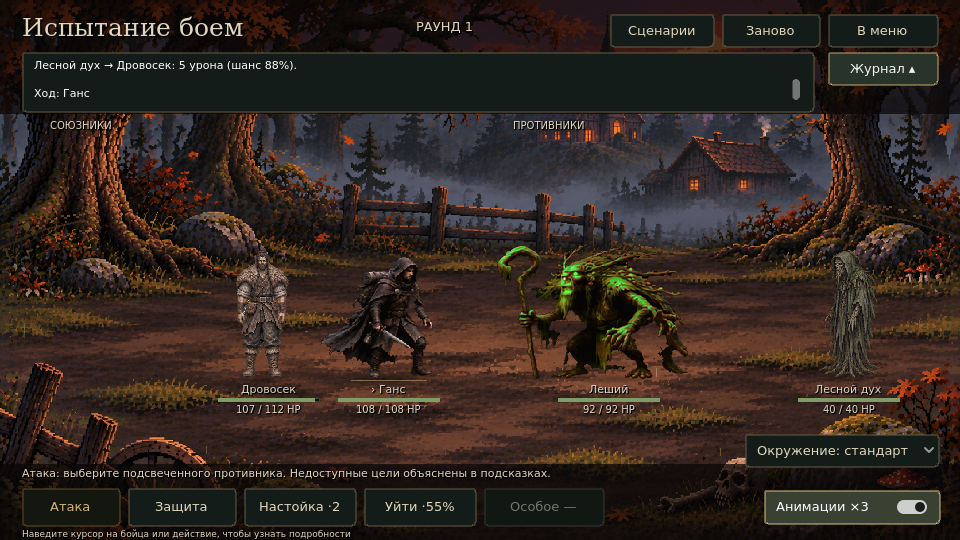 Испытание боем
РАУНД 1
Сценарии
Заново
В меню
Лесной дух → Дровосек: 5 урона (шанс 88%).
Ход: Ганс
Журнал ▴
СОЮЗНИКИ
ПРОТИВНИКИ
Дровосек
107 / 112 HP
› Ганс
108 / 108 HP
Леший
92 / 92 HP
Лесной дух
40 / 40 HP
Окружение: стандарт
Атака: выберите подсвеченного противника. Недоступные цели объяснены в подсказках.
Атака
Защита
Настойка ·2
Уйти ·55%
Особое —
Анимации ×3
Наведите курсор на бойца или действие, чтобы узнать подробности